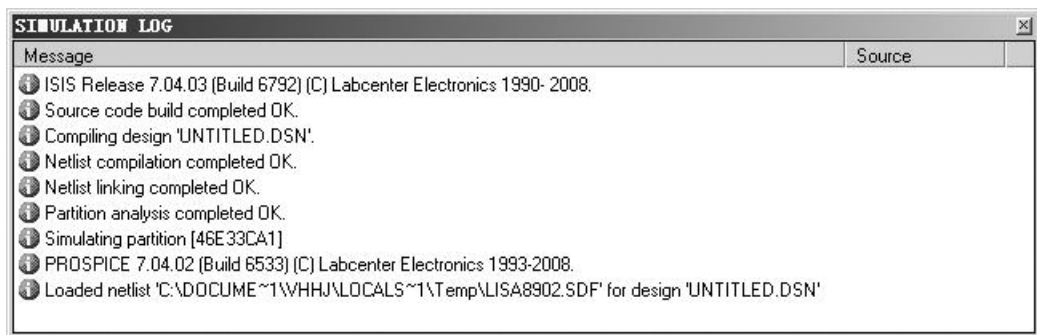 SIMULATION LOG
Message Source
ISIS Release 7.04.03 (Build 6792) (C) Labcenter Electronics 1990- 2008.
Source code build completed OK.
Compiling design 'UNTITLED.DSN'.
Netlist compilation completed OK.
Netlist linking completed OK.
Partition analysis completed OK.
Simulating partition [46E33CA1]
PROSPICE 7.04.02 (Build 6533) (C) Labcenter Electronics 1993-2008.
Loaded netlist 'C:\DOCUME~1\VHHJ\LOCALS~1\Temp\LISA8902.SDF' for design 'UNTITLED.DSN'